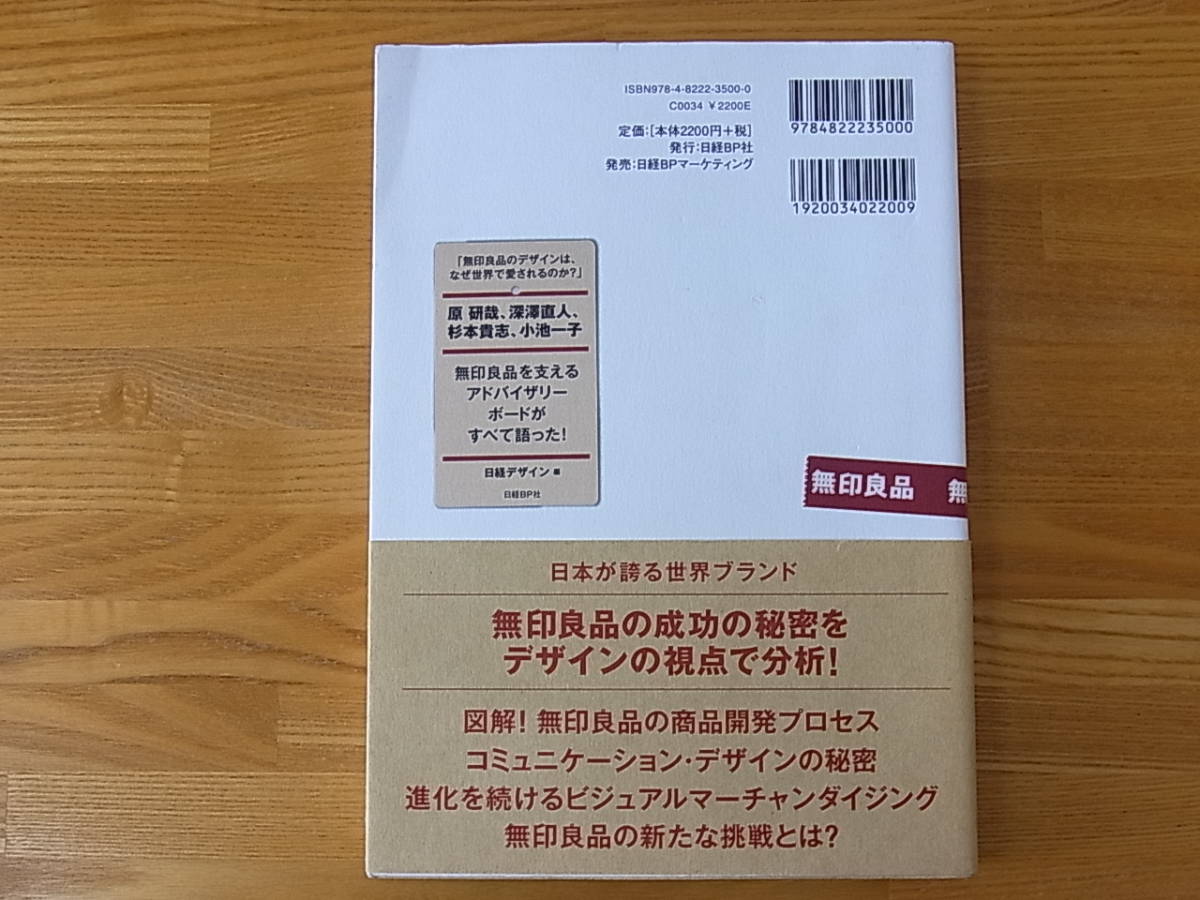 ISBN978-4-8222-3500-0
C0034 ¥2200E
定価:[本体2200円+税]
発行:日経BP社
発売:日経BPマーケティング
9784822235000
1920034022009
「無印良品のデザインは、
なぜ世界で愛されるのか?」
原 研哉、深澤直人、
杉本貴志、小池一子
無印良品を支える
アドバイザリー
ボードが
すべて語った!
日経デザイン 編
日経BP社
無印良品 無
日本が誇る世界ブランド
無印良品の成功の秘密を
デザインの視点で分析!
図解! 無印良品の商品開発プロセス
コミュニケーション・デザインの秘密
進化を続けるビジュアルマーチャンダイジング
無印良品の新たな挑戦とは?